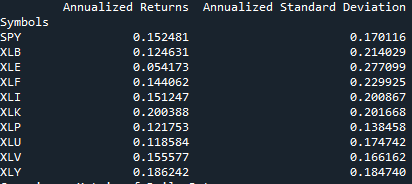 Annualized Returns Annualized Standard Deviation
Symbols
SPY 0.152481 0.170116
XLB 0.124631 0.214029
XLE 0.054173 0.277099
XLF 0.144062 0.229925
XLI 0.151247 0.200867
XLK 0.200388 0.201668
XLP 0.121753 0.138458
XLU 0.118584 0.174742
XLV 0.155577 0.166162
XLY 0.186242 0.184740